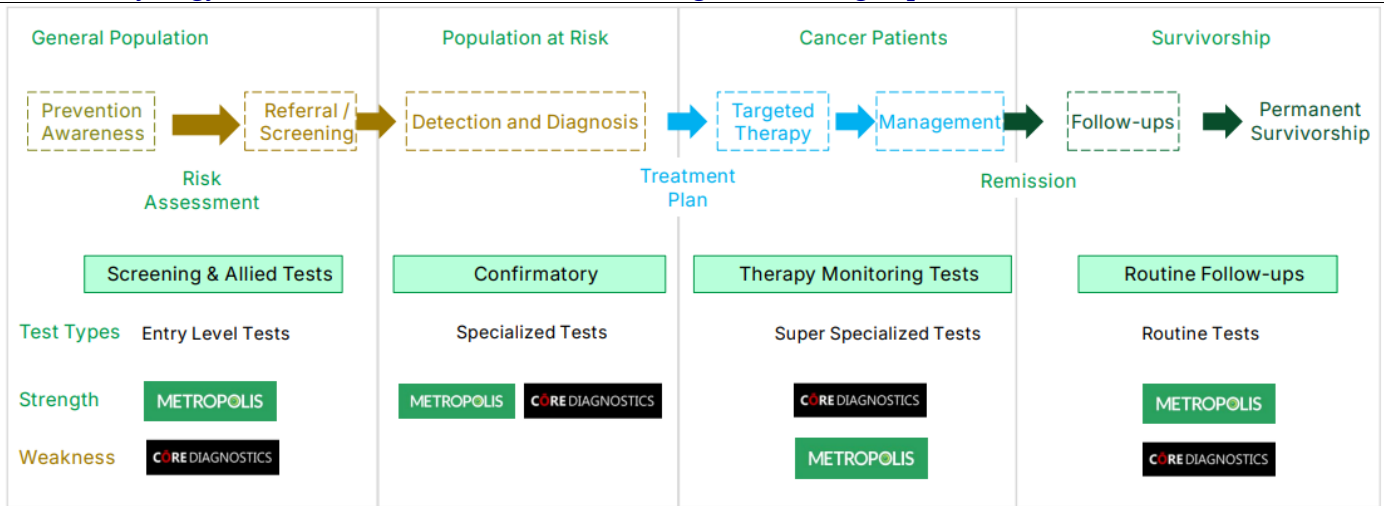 General Population
Population at Risk
Cancer Patients
Survivorship
Prevention
Awareness
Referral /
Screening
Detection and Diagnosis
Targeted
Therapy
Management
Follow-ups
Permanent
Survivorship
Risk
Assessment
Treatment
Plan
Remission
Screening & Allied Tests
Confirmatory
Therapy Monitoring Tests
Routine Follow-ups
Test Types
Entry Level Tests
Specialized Tests
Super Specialized Tests
Routine Tests
Strength
METROPOLIS
METROPOLIS
CORE DIAGNOSTICS
CORE DIAGNOSTICS
METROPOLIS
Weakness
CORE DIAGNOSTICS
METROPOLIS
CORE DIAGNOSTICS